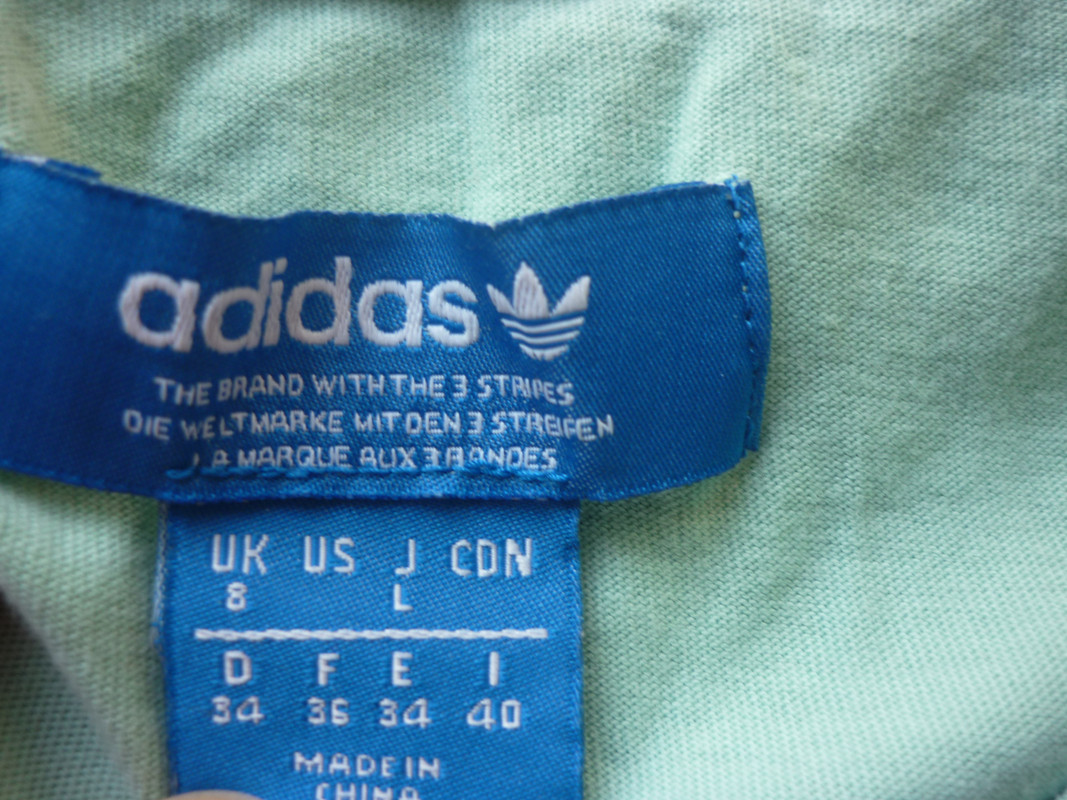 adidas
THE BRAND WITH THE 3 STRIPES
DIE WELTMARKE MIT DEN 3 STREIFEN
LA MARQUE AUX 3 BANDES
UK US J CDN
8 L
D F E I
34 36 34 40
MADE IN
CHINA